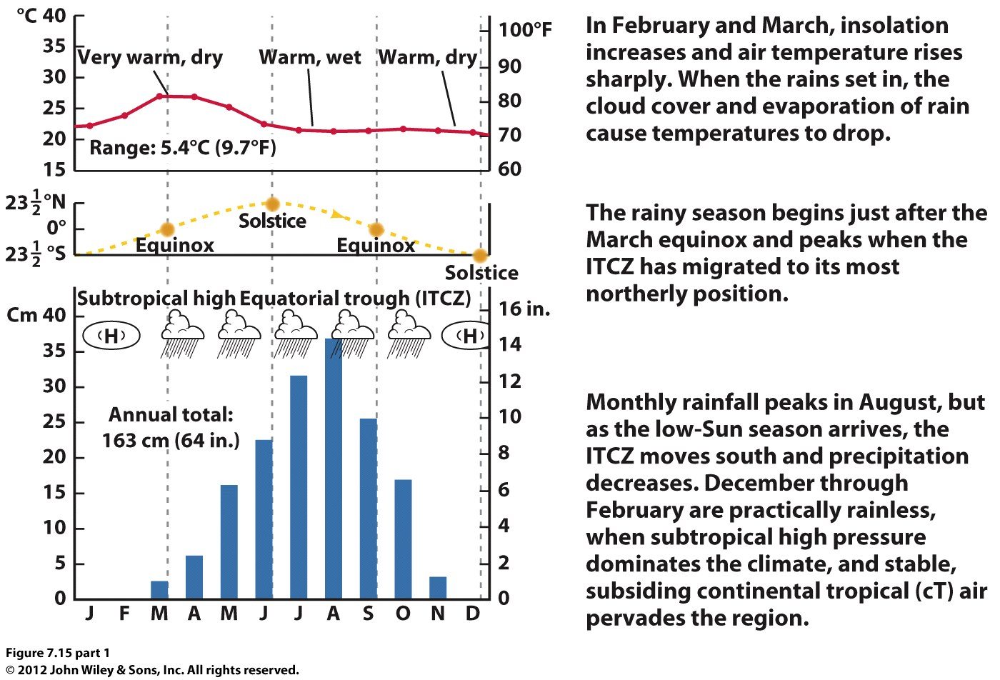 °C 40
35
30
25
20
15
100°F
90
80
70
60
Very warm, dry
Warm, wet
Warm, dry
Range: 5.4°C (9.7°F)
In February and March, insolation
increases and air temperature rises
sharply. When the rains set in, the
cloud cover and evaporation of rain
cause temperatures to drop.
23 1/2 °N
0°
23 1/2 °S
Solstice
Equinox
Equinox
Solstice
The rainy season begins just after the
March equinox and peaks when the
ITCZ has migrated to its most
northerly position.
Subtropical high
Equatorial trough (ITCZ)
Cm 40
35
30
25
20
15
10
5
0
16 in.
14
12
10
8
6
4
2
0
H
H
Annual total:
163 cm (64 in.)
J F M A M J J A S O N D
Monthly rainfall peaks in August, but
as the low-Sun season arrives, the
ITCZ moves south and precipitation
decreases. December through
February are practically rainless,
when subtropical high pressure
dominates the climate, and stable,
subsiding continental tropical (cT) air
pervades the region.
Figure 7.15 part 1
© 2012 John Wiley & Sons, Inc. All rights reserved.